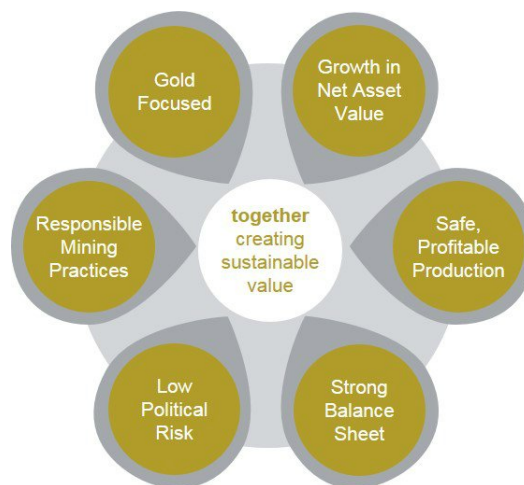 Gold
Focused
Growth in
Net Asset
Value
Responsible
Mining
Practices
together
creating
sustainable
value
Safe,
Profitable
Production
Low
Political
Risk
Strong
Balance
Sheet